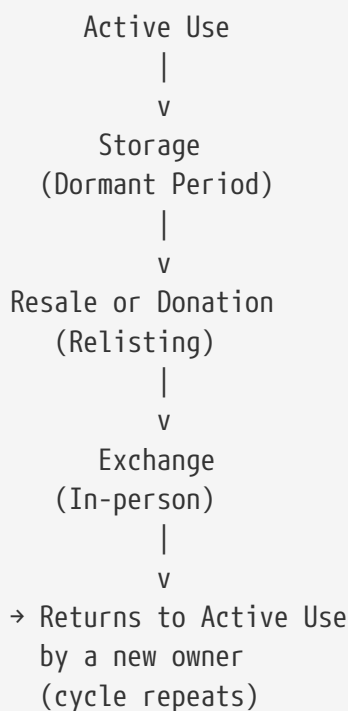 Active Use
|
v
Storage
(Dormant Period)
|
v
Resale or Donation
(Relisting)
|
v
Exchange
(In-person)
|
v
→ Returns to Active Use
by a new owner
(cycle repeats)